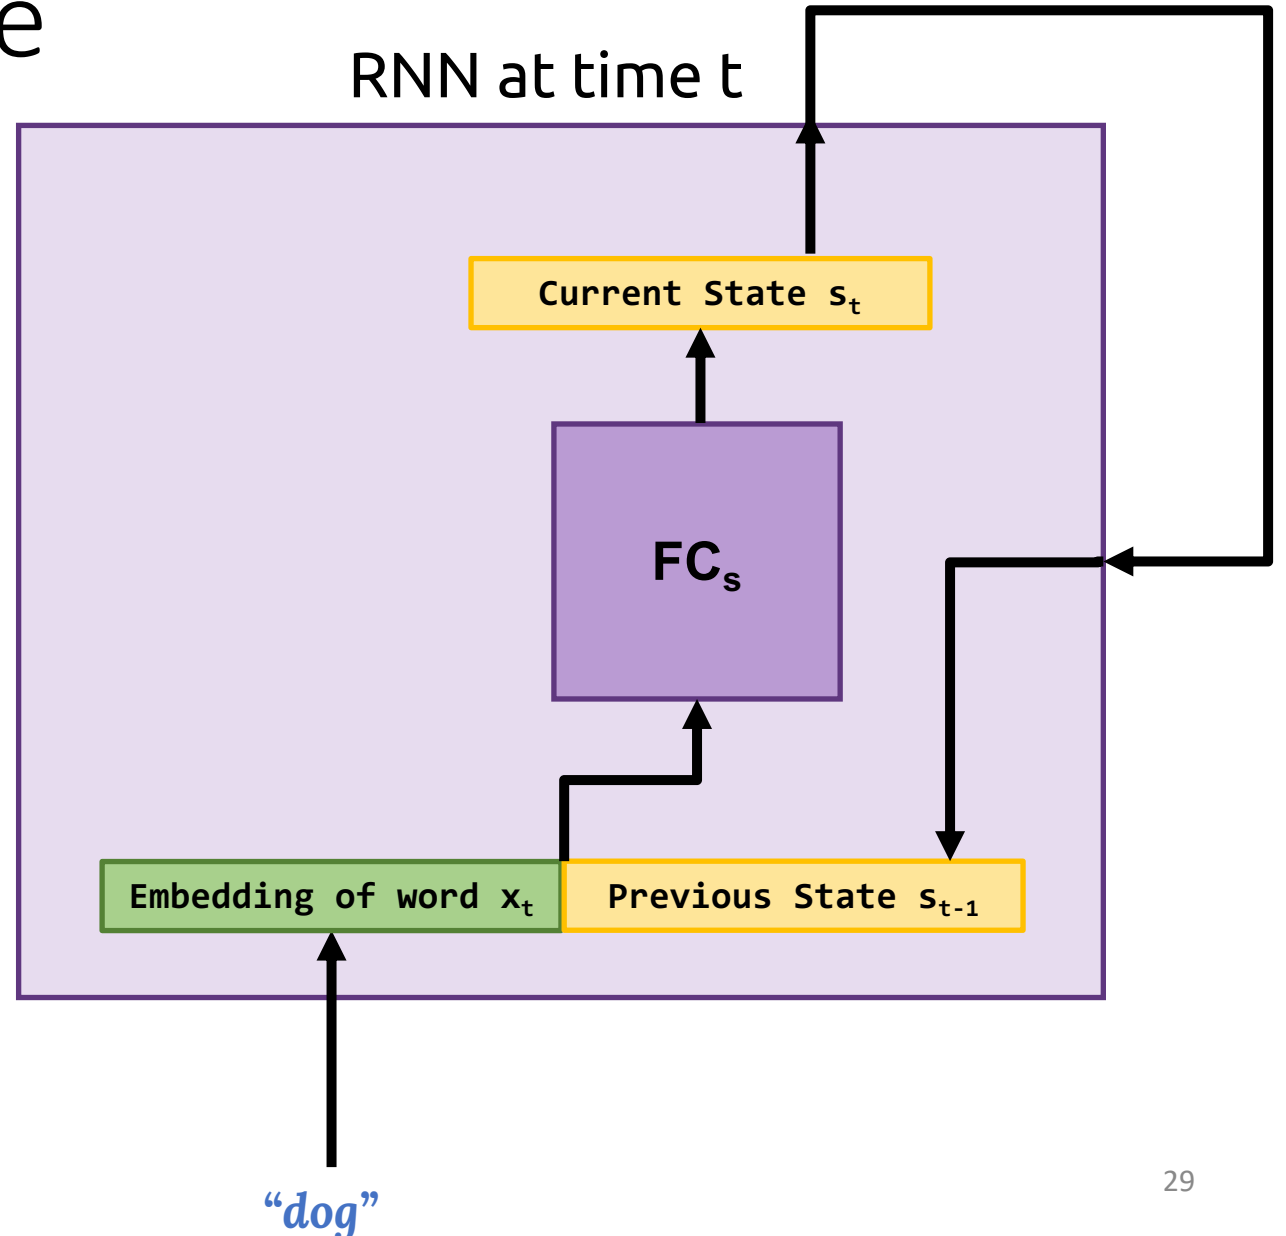 e
RNN at time t
Current State sₜ
FCₛ
Embedding of word xₜ
Previous State sₜ₋₁
“dog”
29